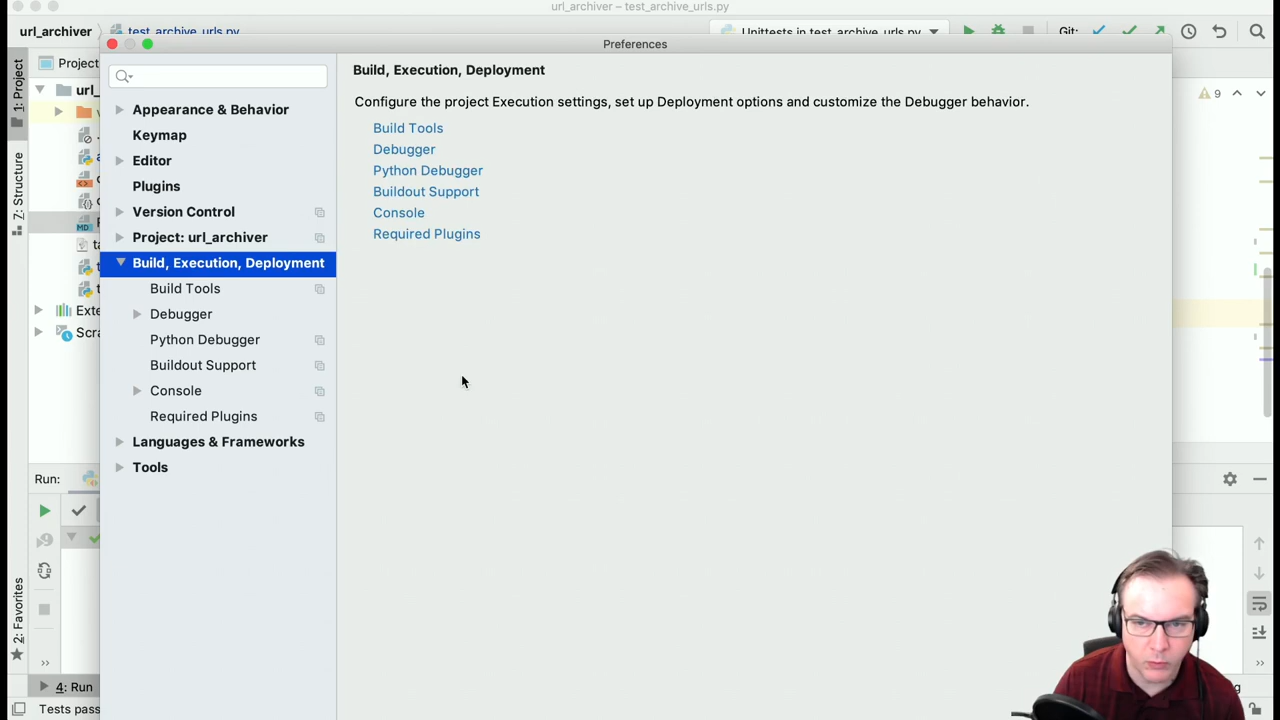 url_archiver – test_archive_urls.py
url_archiver
test_archive_urls.py
Unittests in test_archive_urls.py
Git:
Preferences
1: Project
Project
url_
9
Z: Structure
Exte
Scra
Appearance & Behavior
Keymap
Editor
Plugins
Version Control
Project: url_archiver
Build, Execution, Deployment
Build Tools
Debugger
Python Debugger
Buildout Support
Console
Required Plugins
Languages & Frameworks
Tools
Build, Execution, Deployment
Configure the project Execution settings, set up Deployment options and customize the Debugger behavior.
Build Tools
Debugger
Python Debugger
Buildout Support
Console
Required Plugins
Run:
2: Favorites
4: Run
Tests pass